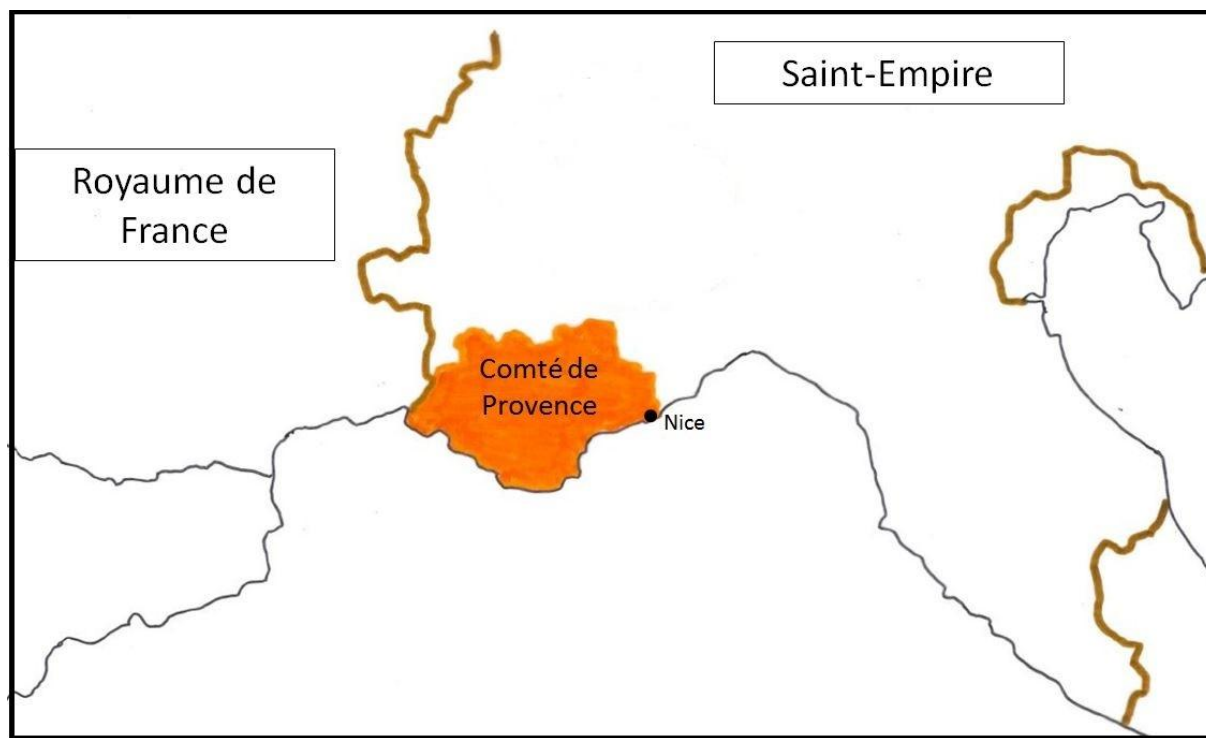 Saint-Empire
Royaume de
France
Comté de
Provence
Nice